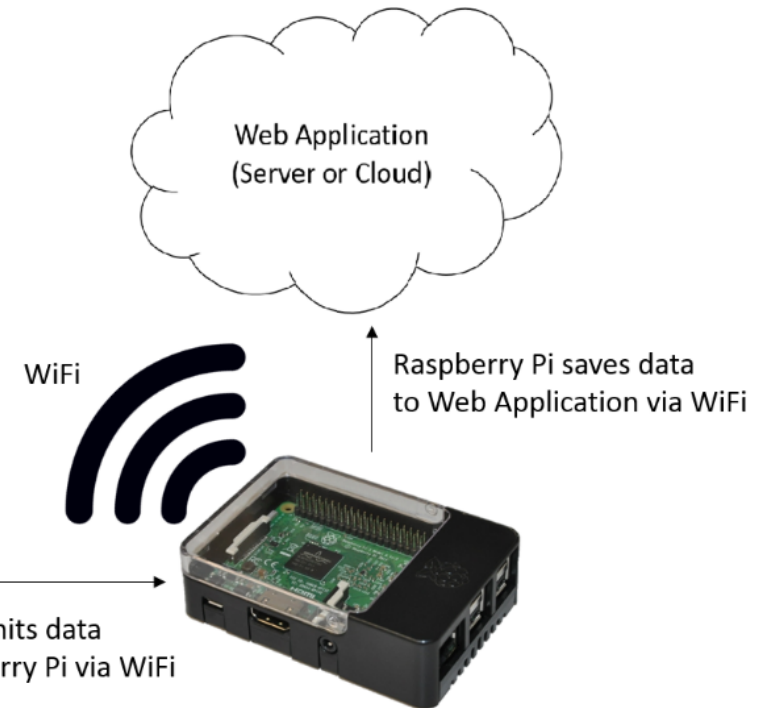 Web Application
(Server or Cloud)
WiFi
Raspberry Pi saves data
to Web Application via WiFi
nits data
rry Pi via WiFi